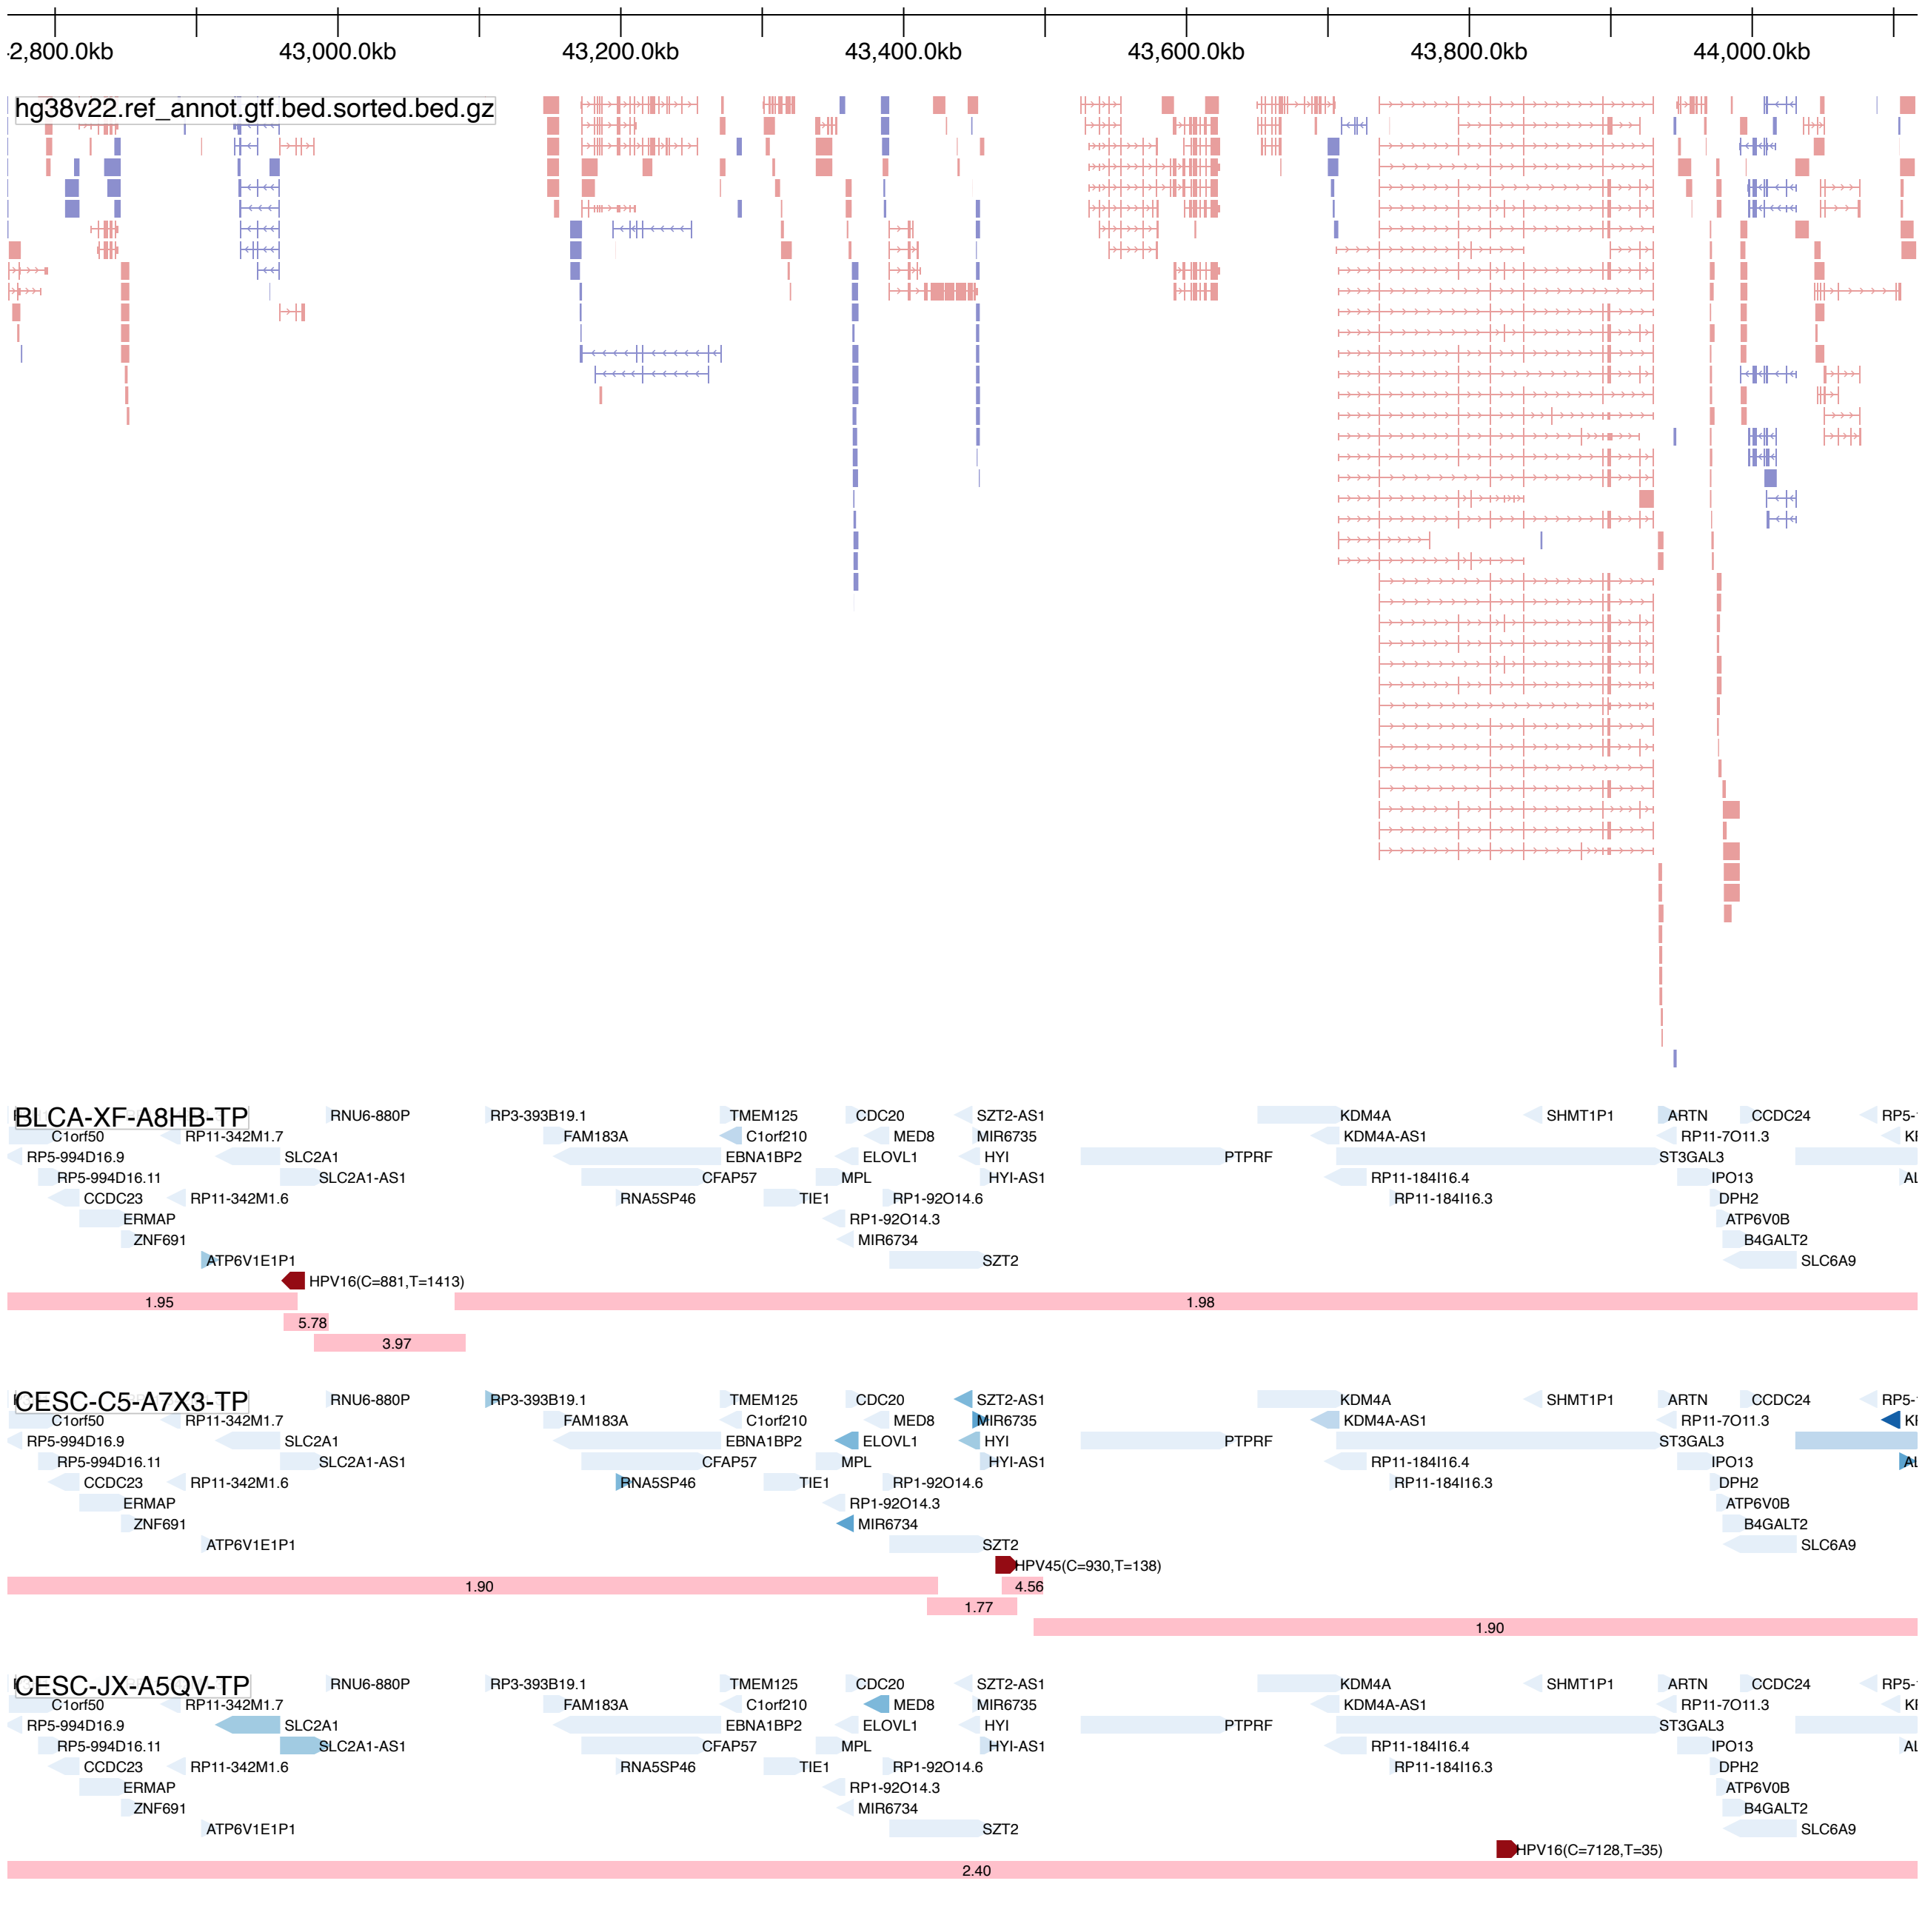 2,800.0kb 43,000.0kb 43,200.0kb 43,400.0kb 43,600.0kb 43,800.0kb 44,000.0kb
hg38v22.ref_annot.gtf.bed.sorted.bed.gz
BLCA-XF-A8HB-TP RNU6-880P RP3-393B19.1 TMEM125 CDC20 SZT2-AS1 KDM4A SHMT1P1 ARTN CCDC24 RP5-
C1orf50 RP11-342M1.7 FAM183A C1orf210 MED8 MIR6735 KDM4A-AS1 RP11-7O11.3
RP5-994D16.9 SLC2A1 EBNA1BP2 ELOVL1 HYI PTPRF ST3GAL3
RP5-994D16.11 SLC2A1-AS1 CFAP57 MPL HYI-AS1 RP11-184I16.4 IPO13
CCDC23 RP11-342M1.6 RNA5SP46 TIE1 RP1-92O14.6 RP11-184I16.3 DPH2
ERMAP RP1-92O14.3 ATP6V0B
ZNF691 MIR6734 B4GALT2
ATP6V1E1P1 SZT2 SLC6A9
HPV16(C=881,T=1413)
1.95 1.98
5.78
3.97
CESC-C5-A7X3-TP RNU6-880P RP3-393B19.1 TMEM125 CDC20 SZT2-AS1 KDM4A SHMT1P1 ARTN CCDC24 RP5-
C1orf50 RP11-342M1.7 FAM183A C1orf210 MED8 MIR6735 KDM4A-AS1 RP11-7O11.3
RP5-994D16.9 SLC2A1 EBNA1BP2 ELOVL1 HYI PTPRF ST3GAL3
RP5-994D16.11 SLC2A1-AS1 CFAP57 MPL HYI-AS1 RP11-184I16.4 IPO13
CCDC23 RP11-342M1.6 RNA5SP46 TIE1 RP1-92O14.6 RP11-184I16.3 DPH2
ERMAP RP1-92O14.3 ATP6V0B
ZNF691 MIR6734 B4GALT2
ATP6V1E1P1 SZT2 SLC6A9
HPV45(C=930,T=138)
1.90 4.56
1.77
1.90
CESC-JX-A5QV-TP RNU6-880P RP3-393B19.1 TMEM125 CDC20 SZT2-AS1 KDM4A SHMT1P1 ARTN CCDC24 RP5-
C1orf50 RP11-342M1.7 FAM183A C1orf210 MED8 MIR6735 KDM4A-AS1 RP11-7O11.3
RP5-994D16.9 SLC2A1 EBNA1BP2 ELOVL1 HYI PTPRF ST3GAL3
RP5-994D16.11 SLC2A1-AS1 CFAP57 MPL HYI-AS1 RP11-184I16.4 IPO13
CCDC23 RP11-342M1.6 RNA5SP46 TIE1 RP1-92O14.6 RP11-184I16.3 DPH2
ERMAP RP1-92O14.3 ATP6V0B
ZNF691 MIR6734 B4GALT2
ATP6V1E1P1 SZT2 SLC6A9
HPV16(C=7128,T=35)
2.40